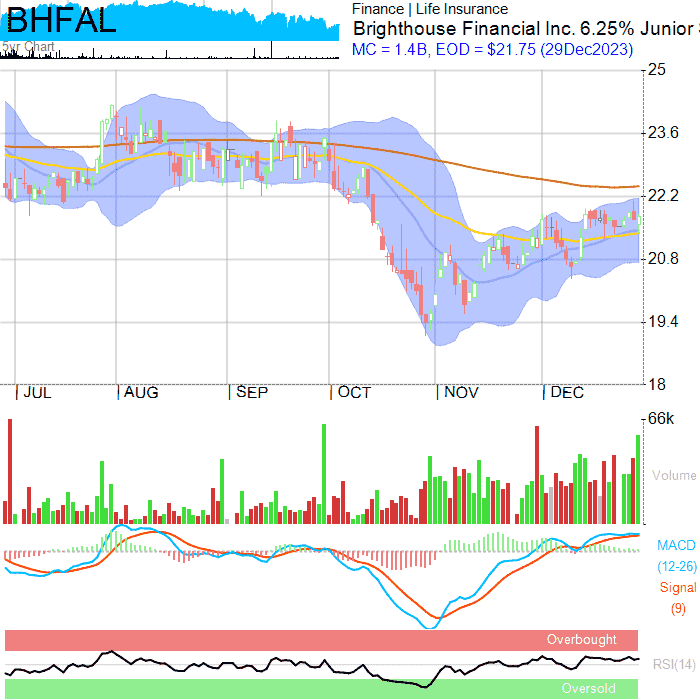 BHFAL
5yr Chart
Finance | Life Insurance
Brighthouse Financial Inc. 6.25% Junior
MC = 1.4B, EOD = $21.75 (29Dec2023)
25
23.6
22.2
20.8
19.4
18
JUL AUG SEP OCT NOV DEC
66k
Volume
MACD
(12-26)
Signal
(9)
Overbought
RSI(14)
Oversold